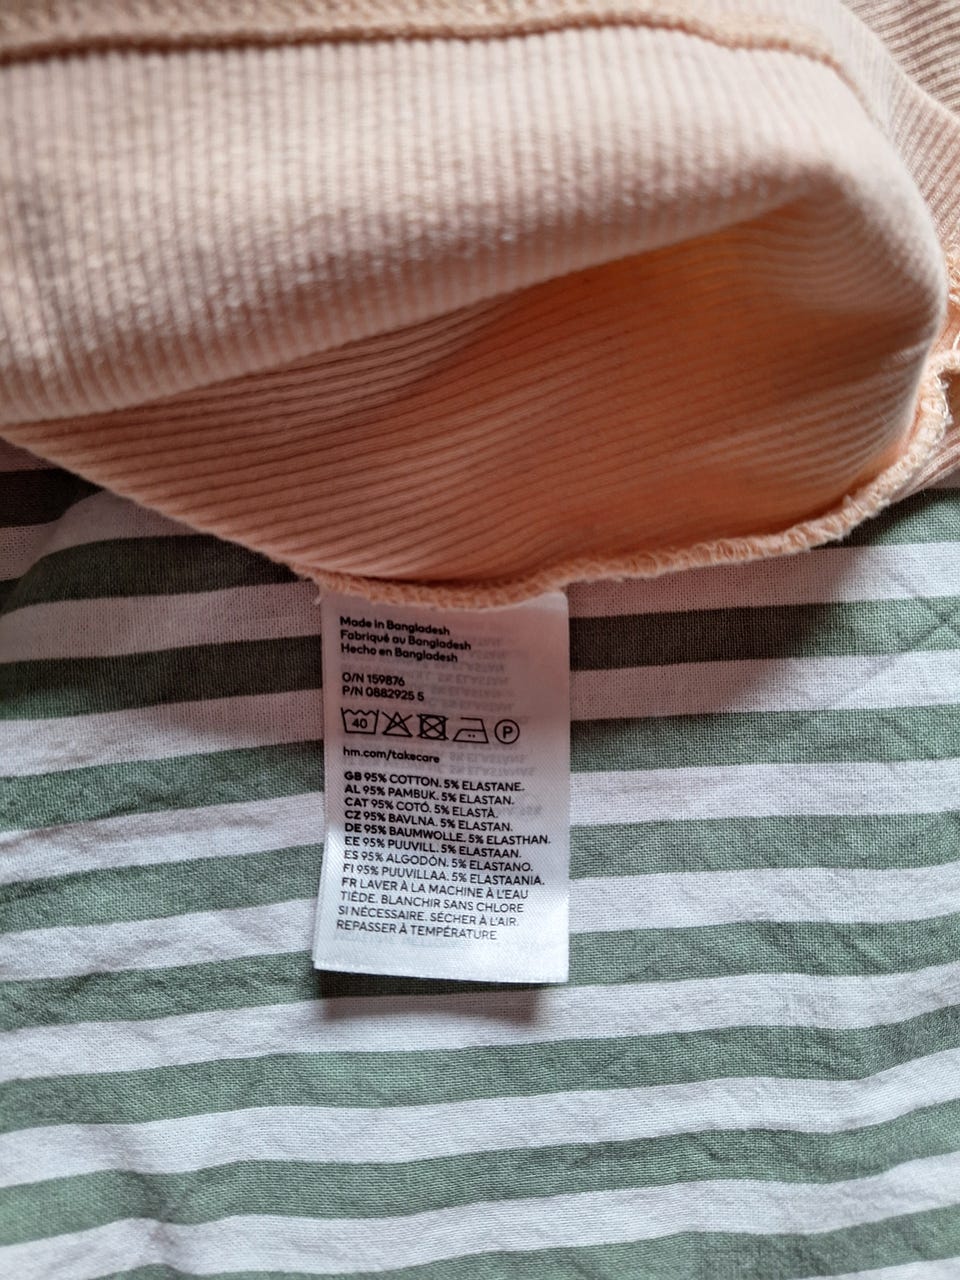 Made in Bangladesh
Fabriqué au Bangladesh
Hecho en Bangladesh
O/N 159876
P/N 0882925 5
40 P
hm.com/takecare
GB 95% COTTON. 5% ELASTANE.
AL 95% PAMBUK. 5% ELASTAN.
CAT 95% COTÓ. 5% ELASTÀ.
CZ 95% BAVLNA. 5% ELASTAN.
DE 95% BAUMWOLLE. 5% ELASTHAN.
EE 95% PUUVILL. 5% ELASTAAN.
ES 95% ALGODÓN. 5% ELASTANO.
FI 95% PUUVILLAA. 5% ELASTAANIA.
FR LAVER À LA MACHINE À L'EAU
TIÈDE. BLANCHIR SANS CHLORE
SI NÉCESSAIRE. SÉCHER À L'AIR.
REPASSER À TEMPÉRATURE